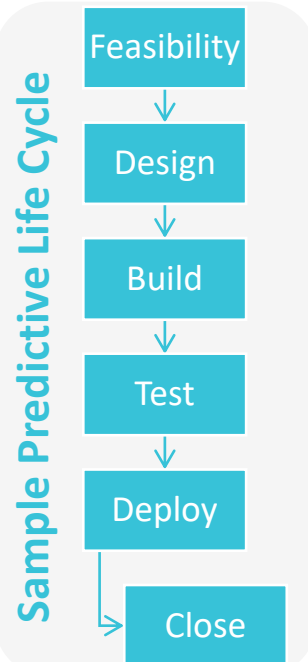 Sample Predictive Life Cycle
Feasibility
Design
Build
Test
Deploy
Close